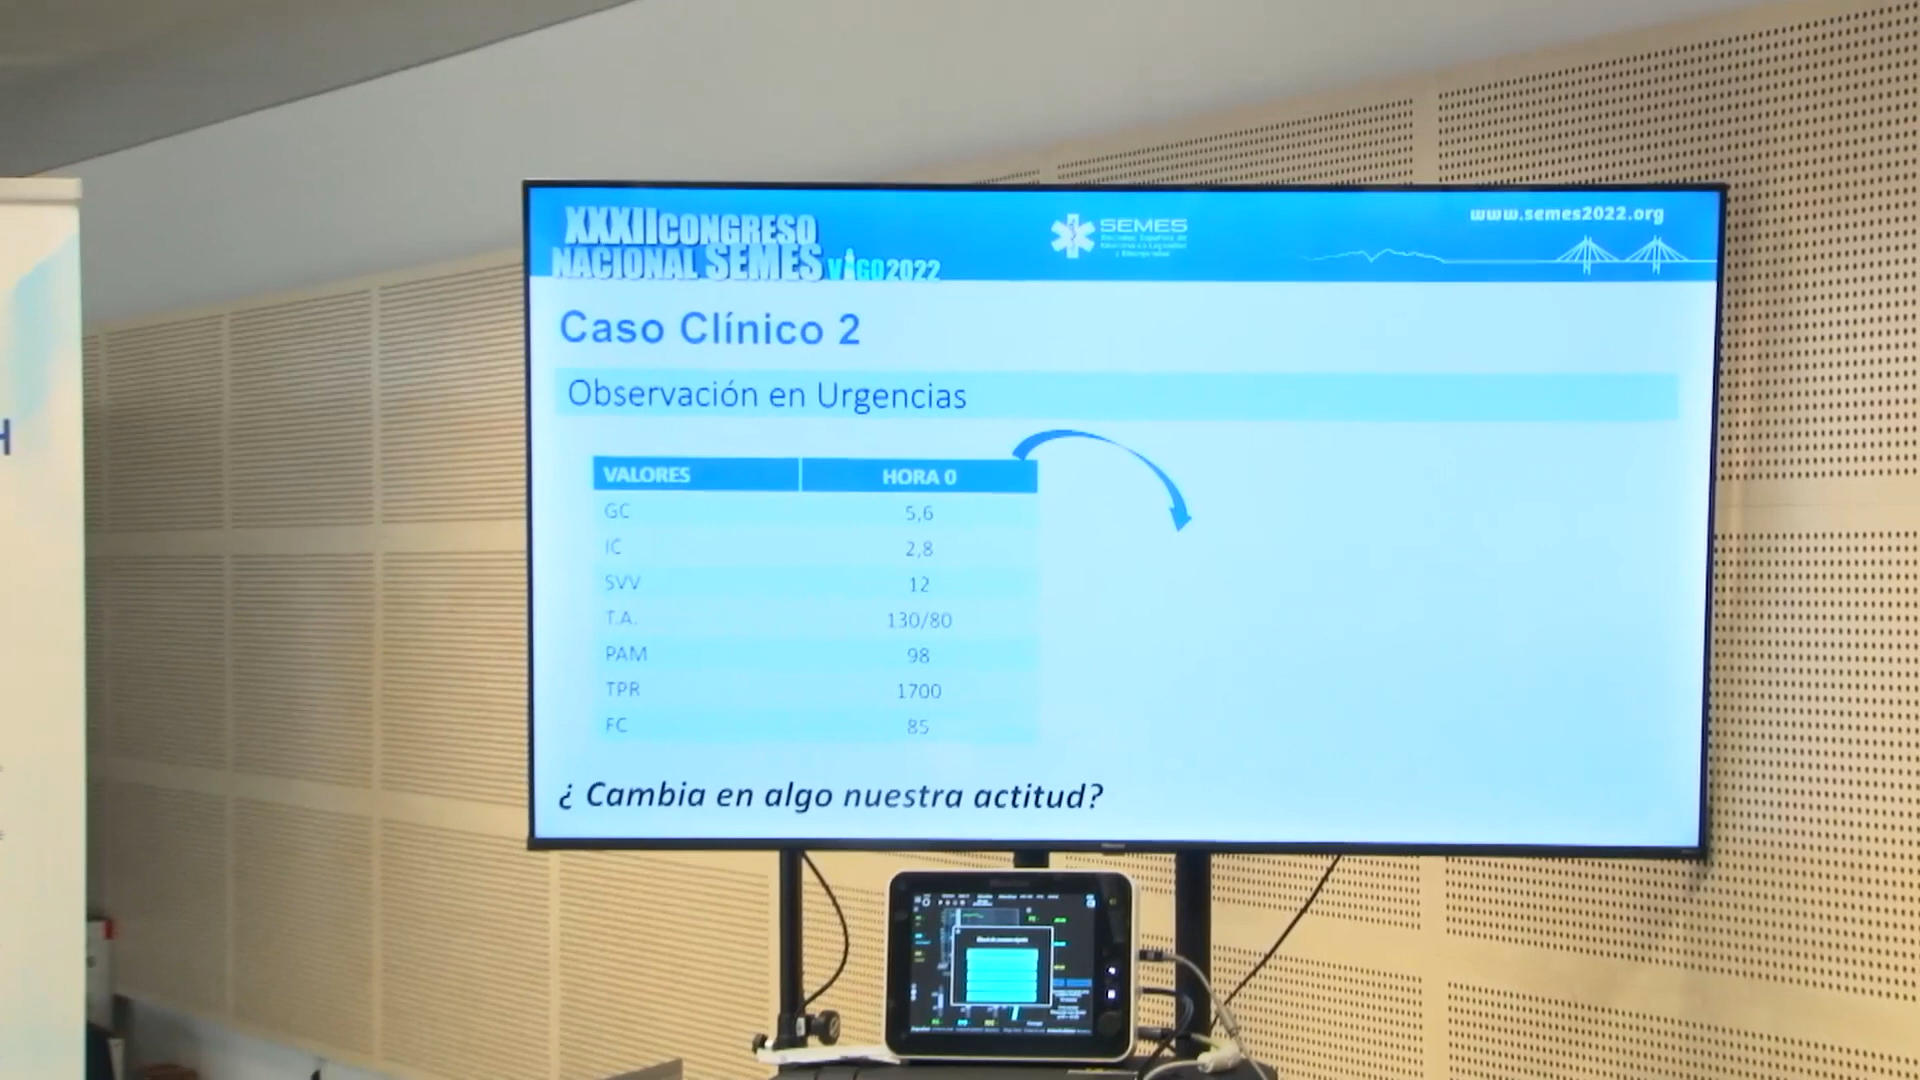 XXXII CONGRESO
NACIONAL SEMES VIGO2022
SEMES
www.semes2022.org
Caso Clínico 2
Observación en Urgencias
VALORES HORA 0
GC 5,6
IC 2,8
SVV 12
T.A. 130/80
PAM 98
TPR 1700
FC 85
¿ Cambia en algo nuestra actitud?